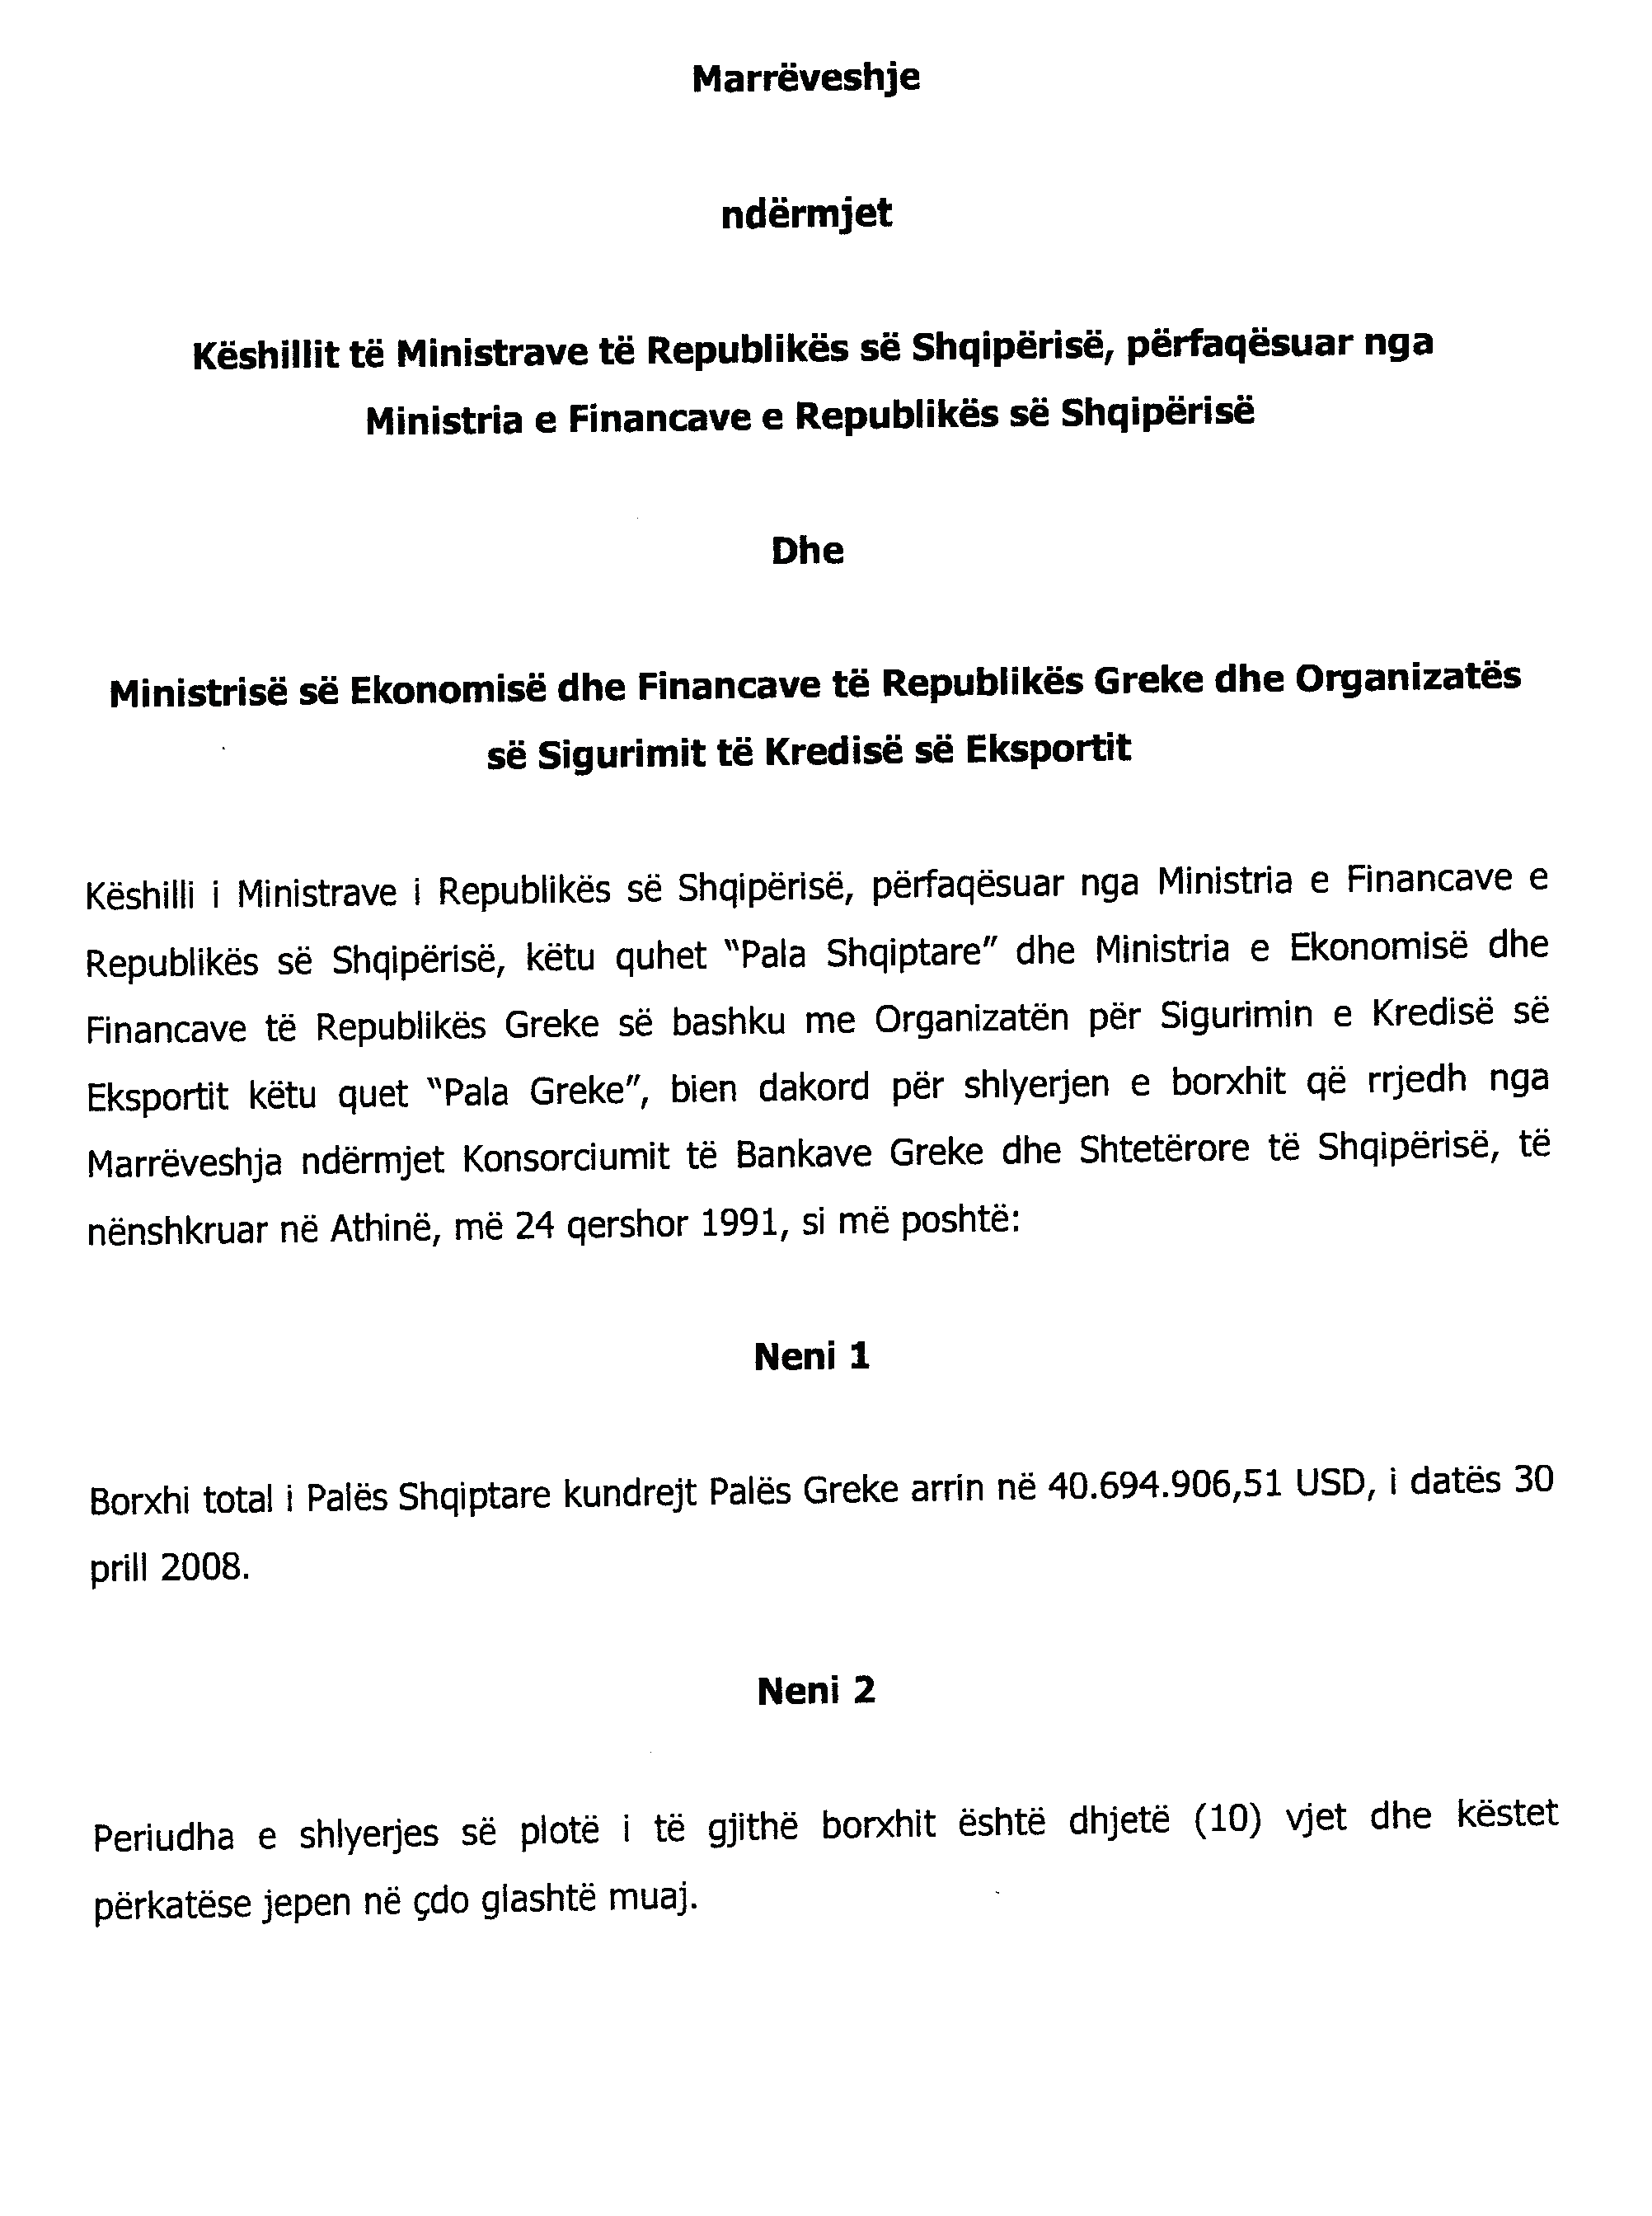 Marrëveshje
ndërmjet
Këshillit të Ministrave të Republikës së Shqipërisë, përfaqësuar nga
Ministria e Financave e Republikës së Shqipërisë
Dhe
Ministrisë së Ekonomisë dhe Financave të Republikës Greke dhe Organizatës
së Sigurimit të Kredisë së Eksportit
Këshilli i Ministrave i Republikës së Shqipërisë, përfaqësuar nga Ministria e Financave e
Republikës së Shqipërisë, këtu quhet "Pala Shqiptare" dhe Ministria e Ekonomisë dhe
Financave të Republikës Greke së bashku me Organizatën për Sigurimin e Kredisë së
Eksportit këtu quet "Pala Greke", bien dakord për shlyerjen e borxhit që rrjedh nga
Marrëveshja ndërmjet Konsorciumit të Bankave Greke dhe Shtetërore të Shqipërisë, të
nënshkruar në Athinë, më 24 qershor 1991, si më poshtë:
Neni 1
Borxhi total i Palës Shqiptare kundrejt Palës Greke arrin në 40.694.906,51 USD, i datës 30
prill 2008.
Neni 2
Periudha e shlyerjes së plotë i të gjithë borxhit është dhjetë (10) vjet dhe këstet
përkatëse jepen në çdo glashtë muaj.